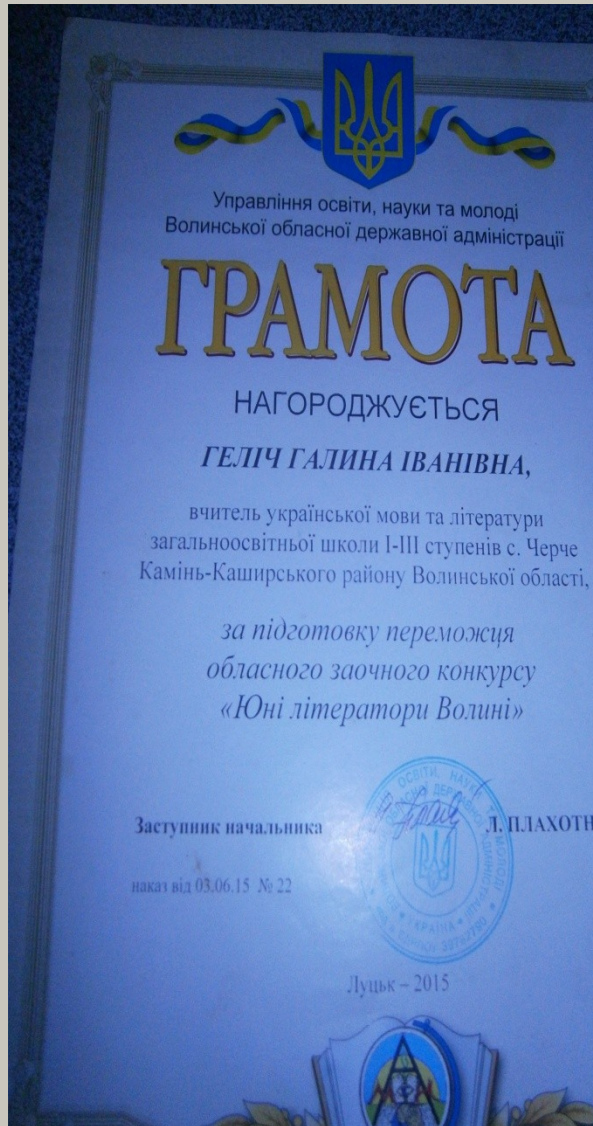 Управління освіти, науки та молоді
Волинської обласної державної адміністрації
ГРАМОТА
НАГОРОДЖУЄТЬСЯ
ГЕЛІЧ ГАЛИНА ІВАНІВНА,
вчитель української мови та літератури
загальноосвітньої школи І-ІІІ ступенів с. Черче
Камінь-Каширського району Волинської області,
за підготовку переможця
обласного заочного конкурсу
«Юні літератори Волині»
Заступник начальника Л. ПЛАХОТН
наказ від 03.06.15 № 22
УКРАЇНА
Луцьк – 2015